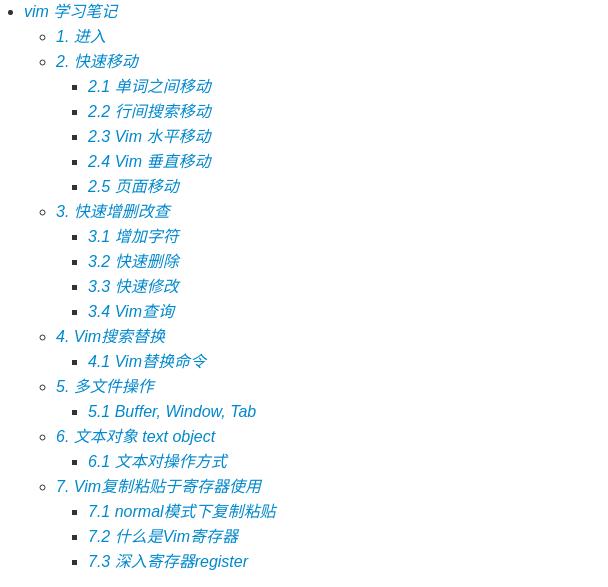 vim 学习笔记
1. 进入
2. 快速移动
2.1 单词之间移动
2.2 行间搜索移动
2.3 Vim 水平移动
2.4 Vim 垂直移动
2.5 页面移动
3. 快速增删改查
3.1 增加字符
3.2 快速删除
3.3 快速修改
3.4 Vim查询
4. Vim搜索替换
4.1 Vim替换命令
5. 多文件操作
5.1 Buffer, Window, Tab
6. 文本对象 text object
6.1 文本对操作方式
7. Vim复制粘贴于寄存器使用
7.1 normal模式下复制粘贴
7.2 什么是Vim寄存器
7.3 深入寄存器register